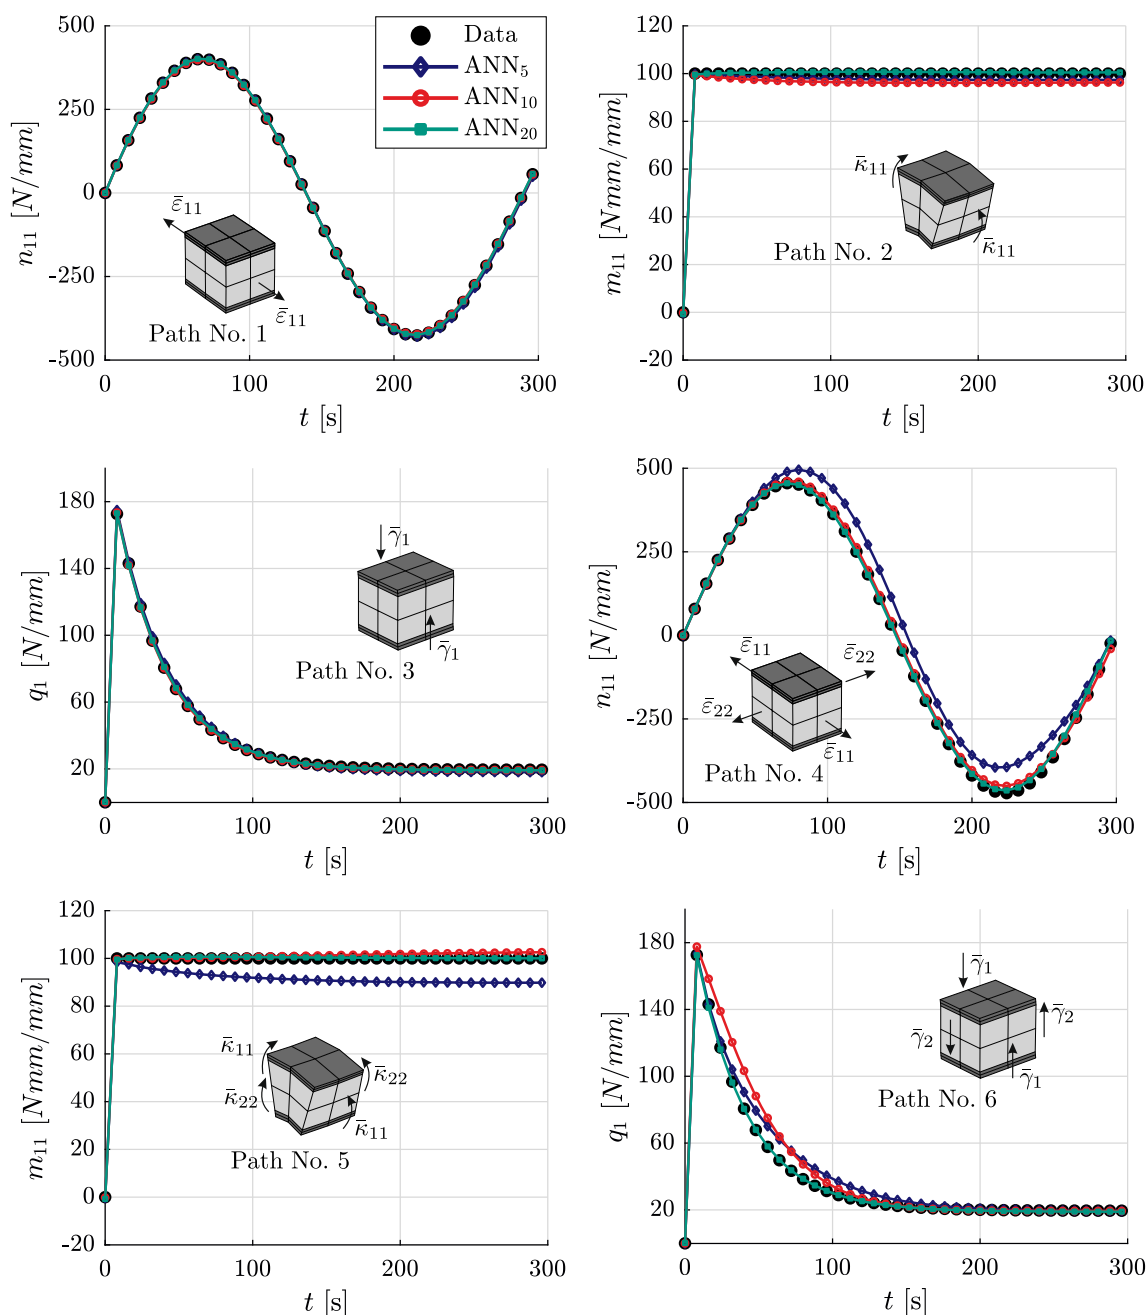 500
250
0
-250
-500
n₁₁ [N/mm]
Data
ANN₅
ANN₁₀
ANN₂₀
ε̄₁₁
ε̄₁₁
Path No. 1
0 100 200 300
t [s]
120
100
80
60
40
20
0
-20
m₁₁ [Nmm/mm]
κ̄₁₁
κ̄₁₁
Path No. 2
0 100 200 300
t [s]
180
140
100
60
20
q₁ [N/mm]
γ̄₁
γ̄₁
Path No. 3
0 100 200 300
t [s]
500
250
0
-250
-500
n₁₁ [N/mm]
ε̄₁₁
ε̄₂₂
ε̄₂₂
ε̄₁₁
Path No. 4
0 100 200 300
t [s]
120
100
80
60
40
20
0
-20
m₁₁ [Nmm/mm]
κ̄₁₁
κ̄₂₂
κ̄₂₂
κ̄₁₁
Path No. 5
0 100 200 300
t [s]
180
140
100
60
20
q₁ [N/mm]
γ̄₁
γ̄₂
γ̄₂
γ̄₁
Path No. 6
0 100 200 300
t [s]